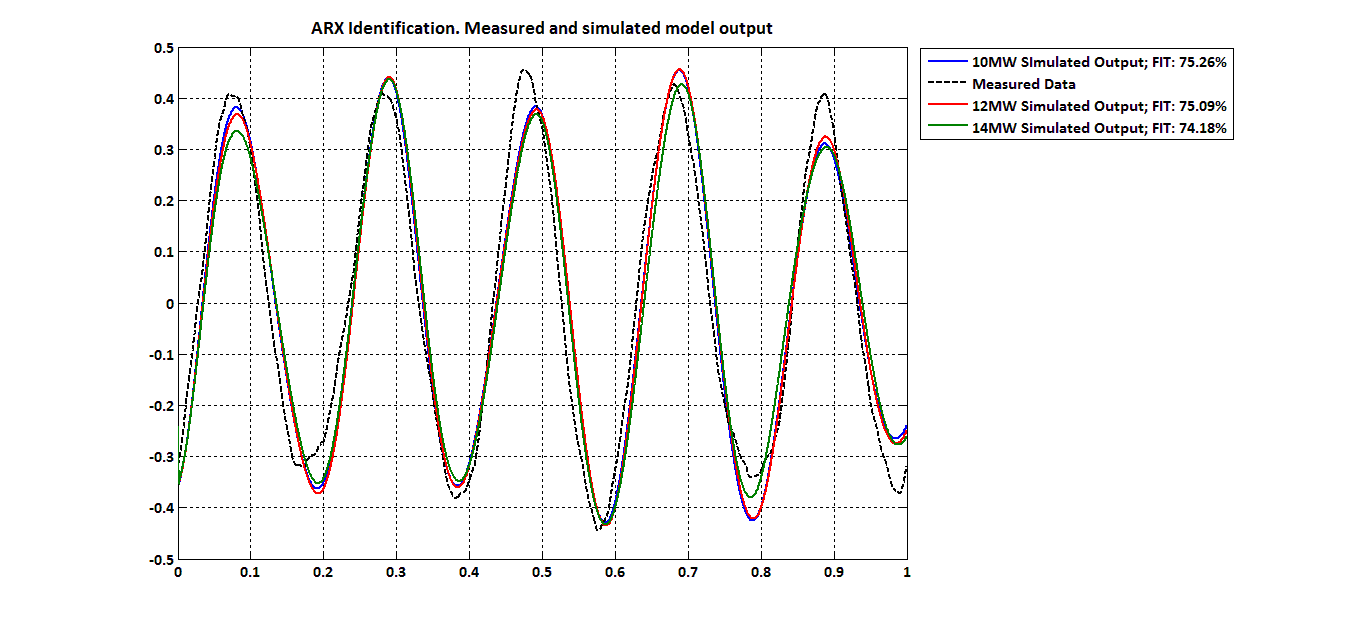 ARX Identification. Measured and simulated model output
0.5
0.4
0.3
0.2
0.1
0
-0.1
-0.2
-0.3
-0.4
-0.5
0 0.1 0.2 0.3 0.4 0.5 0.6 0.7 0.8 0.9 1
10MW SImulated Output; FIT: 75.26%
Measured Data
12MW Simulated Output; FIT: 75.09%
14MW Simulated Output; FIT: 74.18%